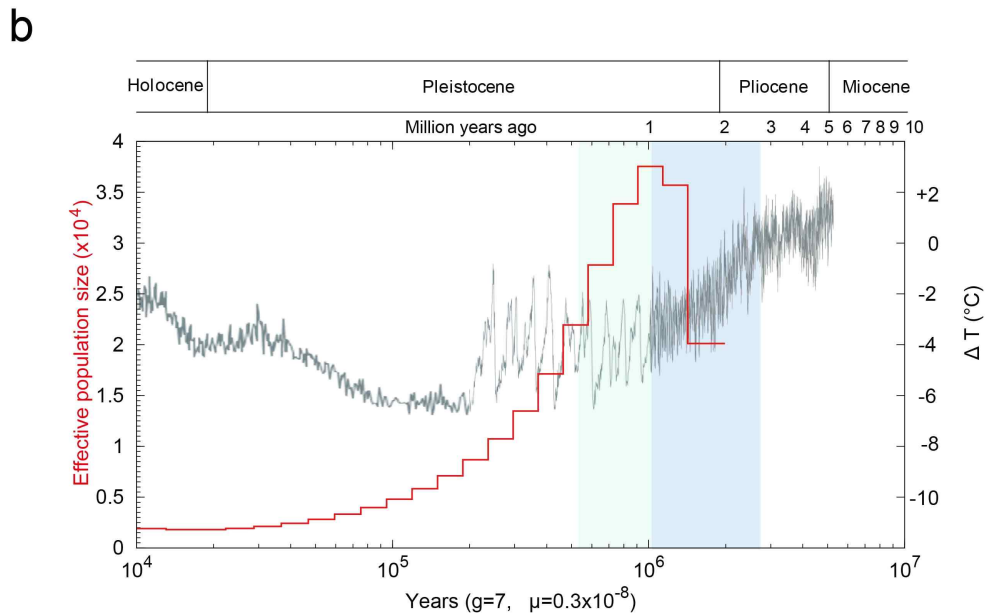 b
Holocene Pleistocene Pliocene Miocene
Million years ago 1 2 3 4 5 6 7 8 9 10
4
3.5
3
2.5
2
1.5
1
0.5
0
Effective population size (x10⁴)
+2
0
-2
-4
-6
-8
-10
Δ T (°C)
10⁴ 10⁵ 10⁶ 10⁷
Years (g=7, μ=0.3x10⁻⁸)